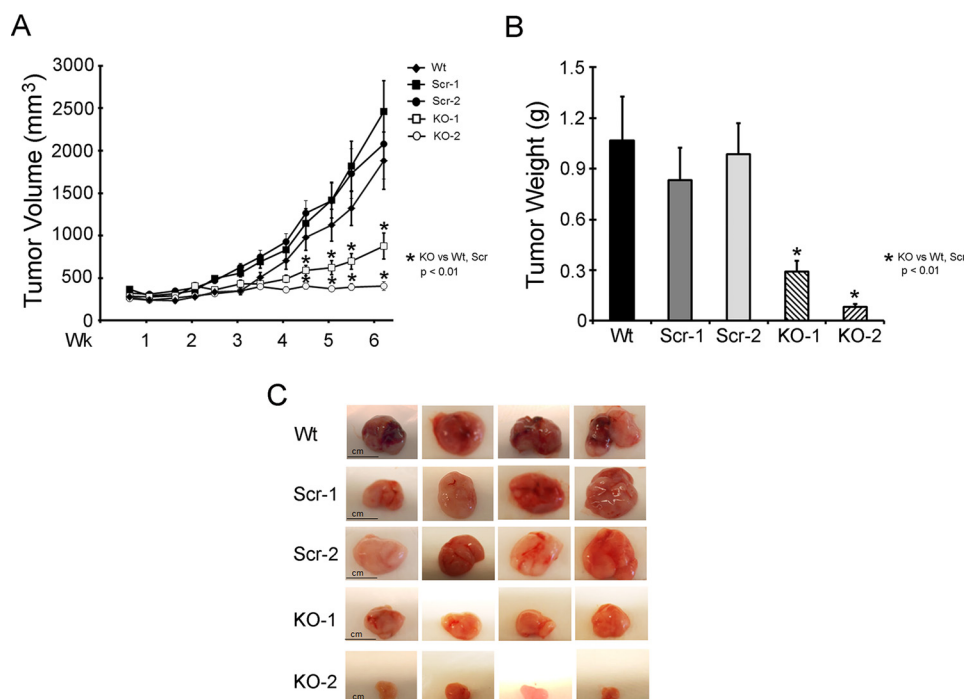 A
Tumor Volume (mm3)
3000
2500
2000
1500
1000
500
0
Wk 1 2 3 4 5 6
Wt
Scr-1
Scr-2
KO-1
KO-2
* * * *
* * * *
* KO vs Wt, Scr
p < 0.01
B
Tumor Weight (g)
1.5
1.2
0.9
0.6
0.3
0
*
*
Wt Scr-1 Scr-2 KO-1 KO-2
* KO vs Wt, Scr
p < 0.01
C
Wt
cm
Scr-1
cm
Scr-2
cm
KO-1
cm
KO-2
cm